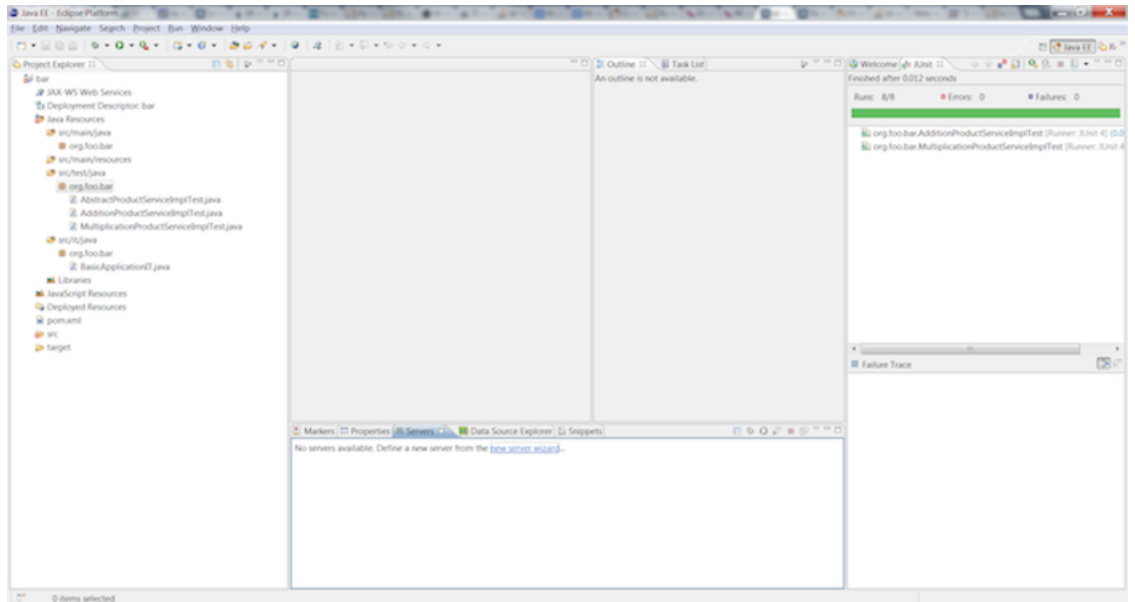 Java EE - Eclipse Platform
File Edit Navigate Search Project Run Window Help
Java EE
Project Explorer
bar
JAX-WS Web Services
Deployment Descriptor: bar
Java Resources
src/main/java
org.foo.bar
src/main/resources
src/test/java
org.foo.bar
AbstractProductServiceImplTest.java
AdditionProductServiceImplTest.java
MultiplicationProductServiceImplTest.java
src/it/java
org.foo.bar
BasicApplicationIT.java
Libraries
JavaScript Resources
Deployed Resources
pom.xml
src
target
Outline Task List
An outline is not available.
Welcome JUnit
Finished after 0.012 seconds
Runs: 8/8 Errors: 0 Failures: 0
org.foo.bar.AdditionProductServiceImplTest [Runner: JUnit 4] (0.0
org.foo.bar.MultiplicationProductServiceImplTest [Runner: JUnit 4
Failure Trace
Markers Properties Servers Data Source Explorer Snippets
No servers available. Define a new server from the new server wizard...
0 items selected